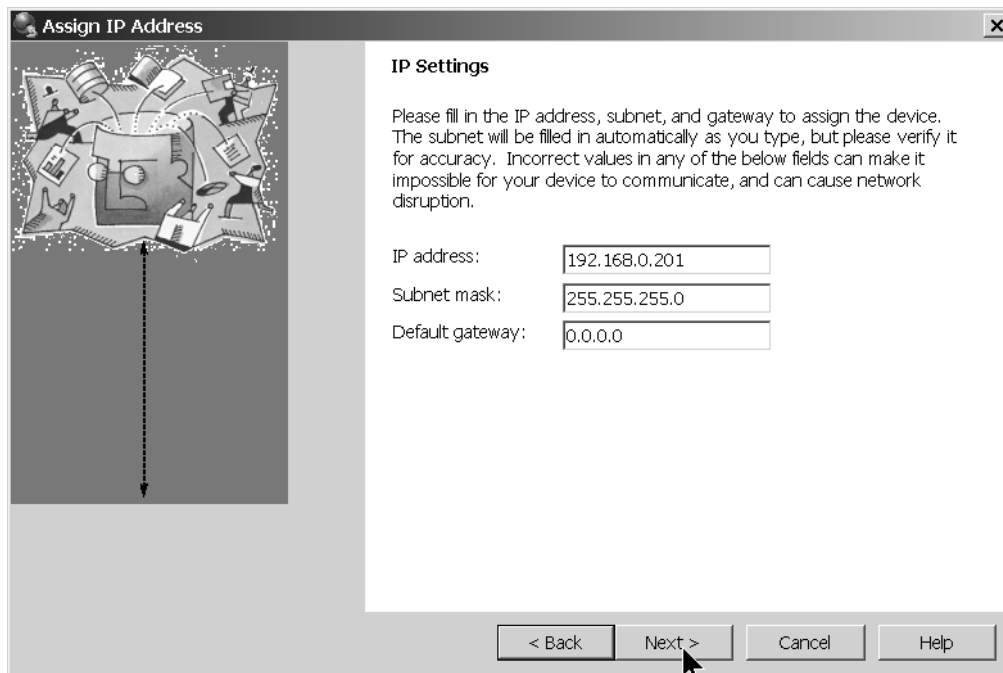 Assign IP Address
IP Settings
Please fill in the IP address, subnet, and gateway to assign the device.
The subnet will be filled in automatically as you type, but please verify it
for accuracy.  Incorrect values in any of the below fields can make it
impossible for your device to communicate, and can cause network
disruption.
IP address: 192.168.0.201
Subnet mask: 255.255.255.0
Default gateway: 0.0.0.0
< Back Next > Cancel Help